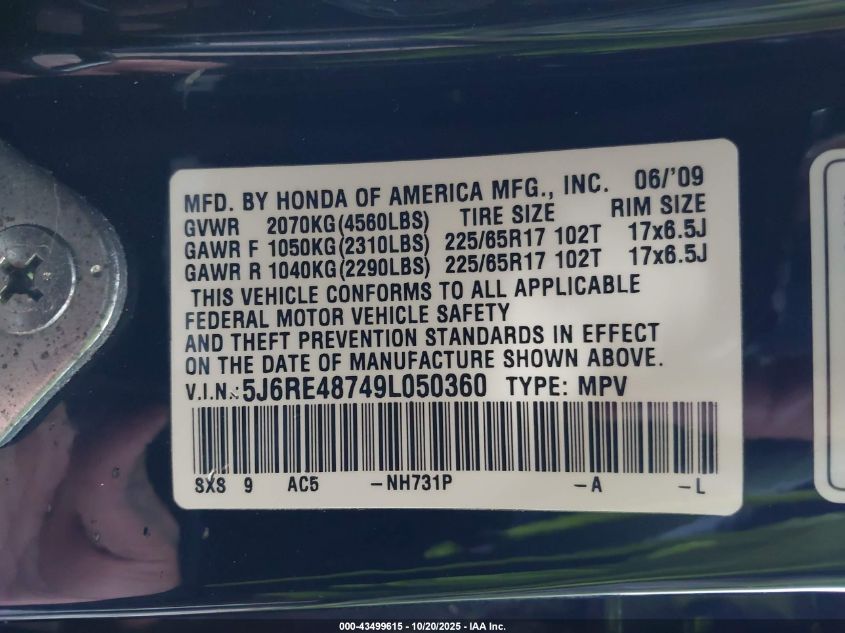 MFD. BY HONDA OF AMERICA MFG., INC. 06/'09
GVWR 2070KG(4560LBS) TIRE SIZE RIM SIZE
GAWR F 1050KG(2310LBS) 225/65R17 102T 17x6.5J
GAWR R 1040KG(2290LBS) 225/65R17 102T 17x6.5J
THIS VEHICLE CONFORMS TO ALL APPLICABLE
FEDERAL MOTOR VEHICLE SAFETY
AND THEFT PREVENTION STANDARDS IN EFFECT
ON THE DATE OF MANUFACTURE SHOWN ABOVE.
V.I.N.: 5J6RE48749L050360 TYPE: MPV
SXS 9 AC5 -NH731P -A -L
000-43499615 - 10/20/2025 - IAA Inc.